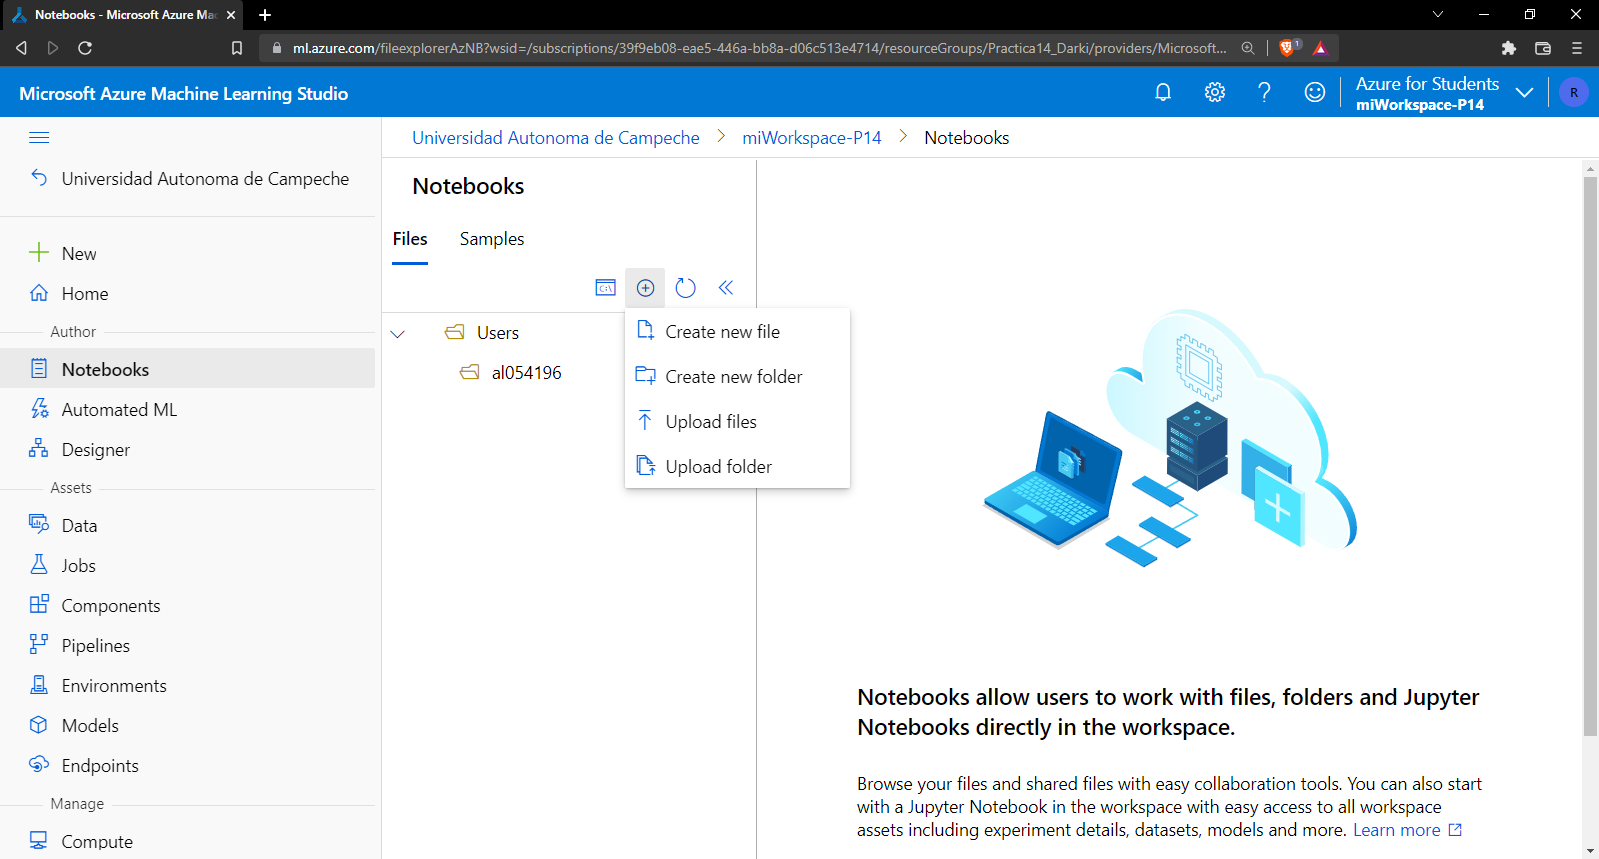 Notebooks - Microsoft Azure Mac
ml.azure.com/fileexplorerAzNB?wsid=/subscriptions/39f9eb08-eae5-446a-bb8a-d06c513e4714/resourceGroups/Practica14_Darki/providers/Microsoft...
1
Microsoft Azure Machine Learning Studio
Azure for Students
miWorkspace-P14
R
Universidad Autonoma de Campeche
New
Home
Author
Notebooks
Automated ML
Designer
Assets
Data
Jobs
Components
Pipelines
Environments
Models
Endpoints
Manage
Compute
Universidad Autonoma de Campeche > miWorkspace-P14 > Notebooks
Notebooks
Files Samples
C:\
Users
al054196
Create new file
Create new folder
Upload files
Upload folder
Notebooks allow users to work with files, folders and Jupyter
Notebooks directly in the workspace.
Browse your files and shared files with easy collaboration tools. You can also start
with a Jupyter Notebook in the workspace with easy access to all workspace
assets including experiment details, datasets, models and more. Learn more